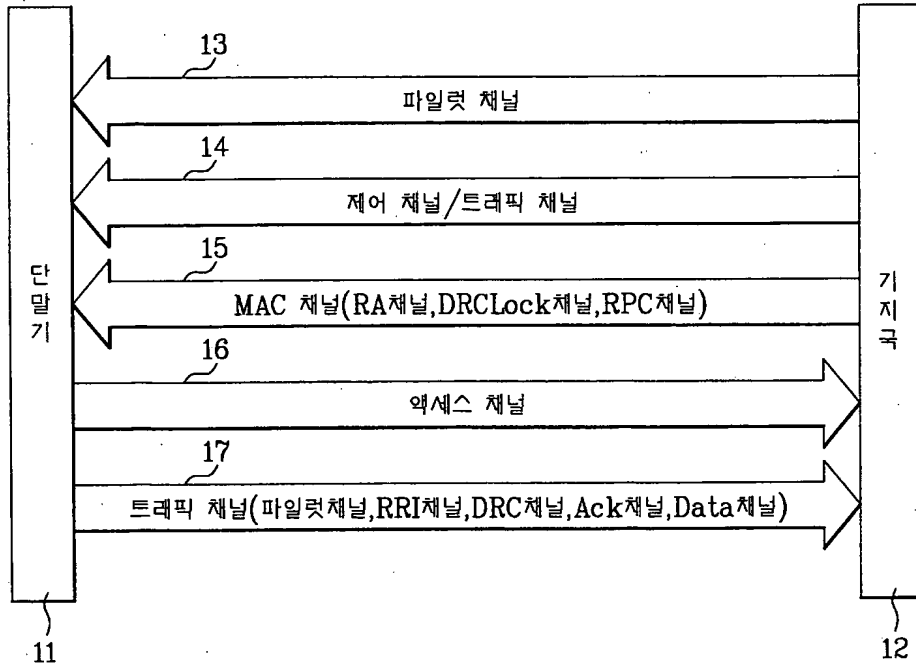 13
파일럿 채널
14
제어 채널/트래픽 채널
15
MAC 채널(RA채널,DRCLock채널,RPC채널)
16
액세스 채널
17
트래픽 채널(파일럿채널,RRI채널,DRC채널,Ack채널,Data채널)
단말기
기지국
11
12